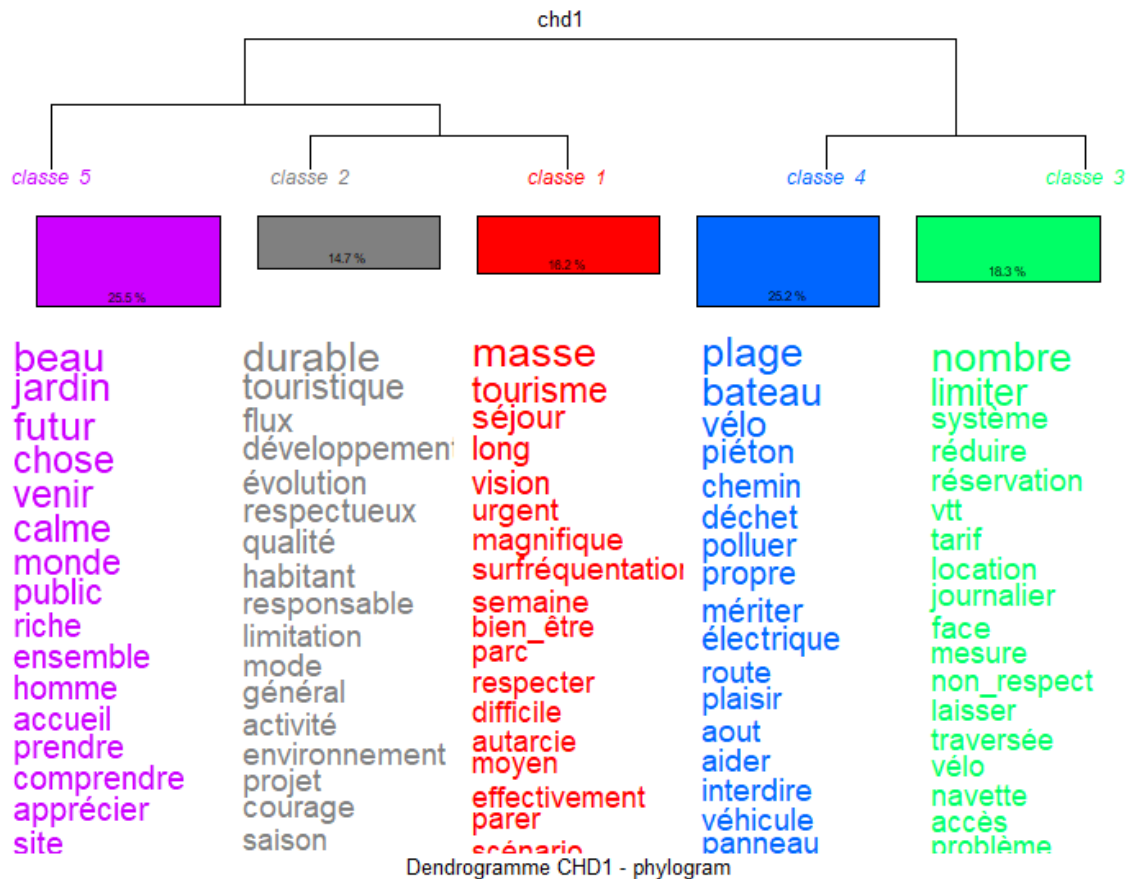 chd1
classe 5
classe 2
classe 1
classe 4
classe 3
25.5 %
14.7 %
16.2 %
25.2 %
18.3 %
beau
jardin
futur
chose
venir
calme
monde
public
riche
ensemble
homme
accueil
prendre
comprendre
apprécier
site
durable
touristique
flux
développement
évolution
respectueux
qualité
habitant
responsable
limitation
mode
général
activité
environnement
projet
courage
saison
masse
tourisme
séjour
long
vision
urgent
magnifique
surfréquentation
semaine
bien_être
parc
respecter
difficile
autarcie
moyen
effectivement
parer
scénario
plage
bateau
vélo
piéton
chemin
déchet
polluer
propre
mériter
électrique
route
plaisir
aout
aider
interdire
véhicule
panneau
nombre
limiter
système
réduire
réservation
vtt
tarif
location
journalier
face
mesure
non_respect
laisser
traversée
vélo
navette
accès
problème
Dendrogramme CHD1 - phylogram